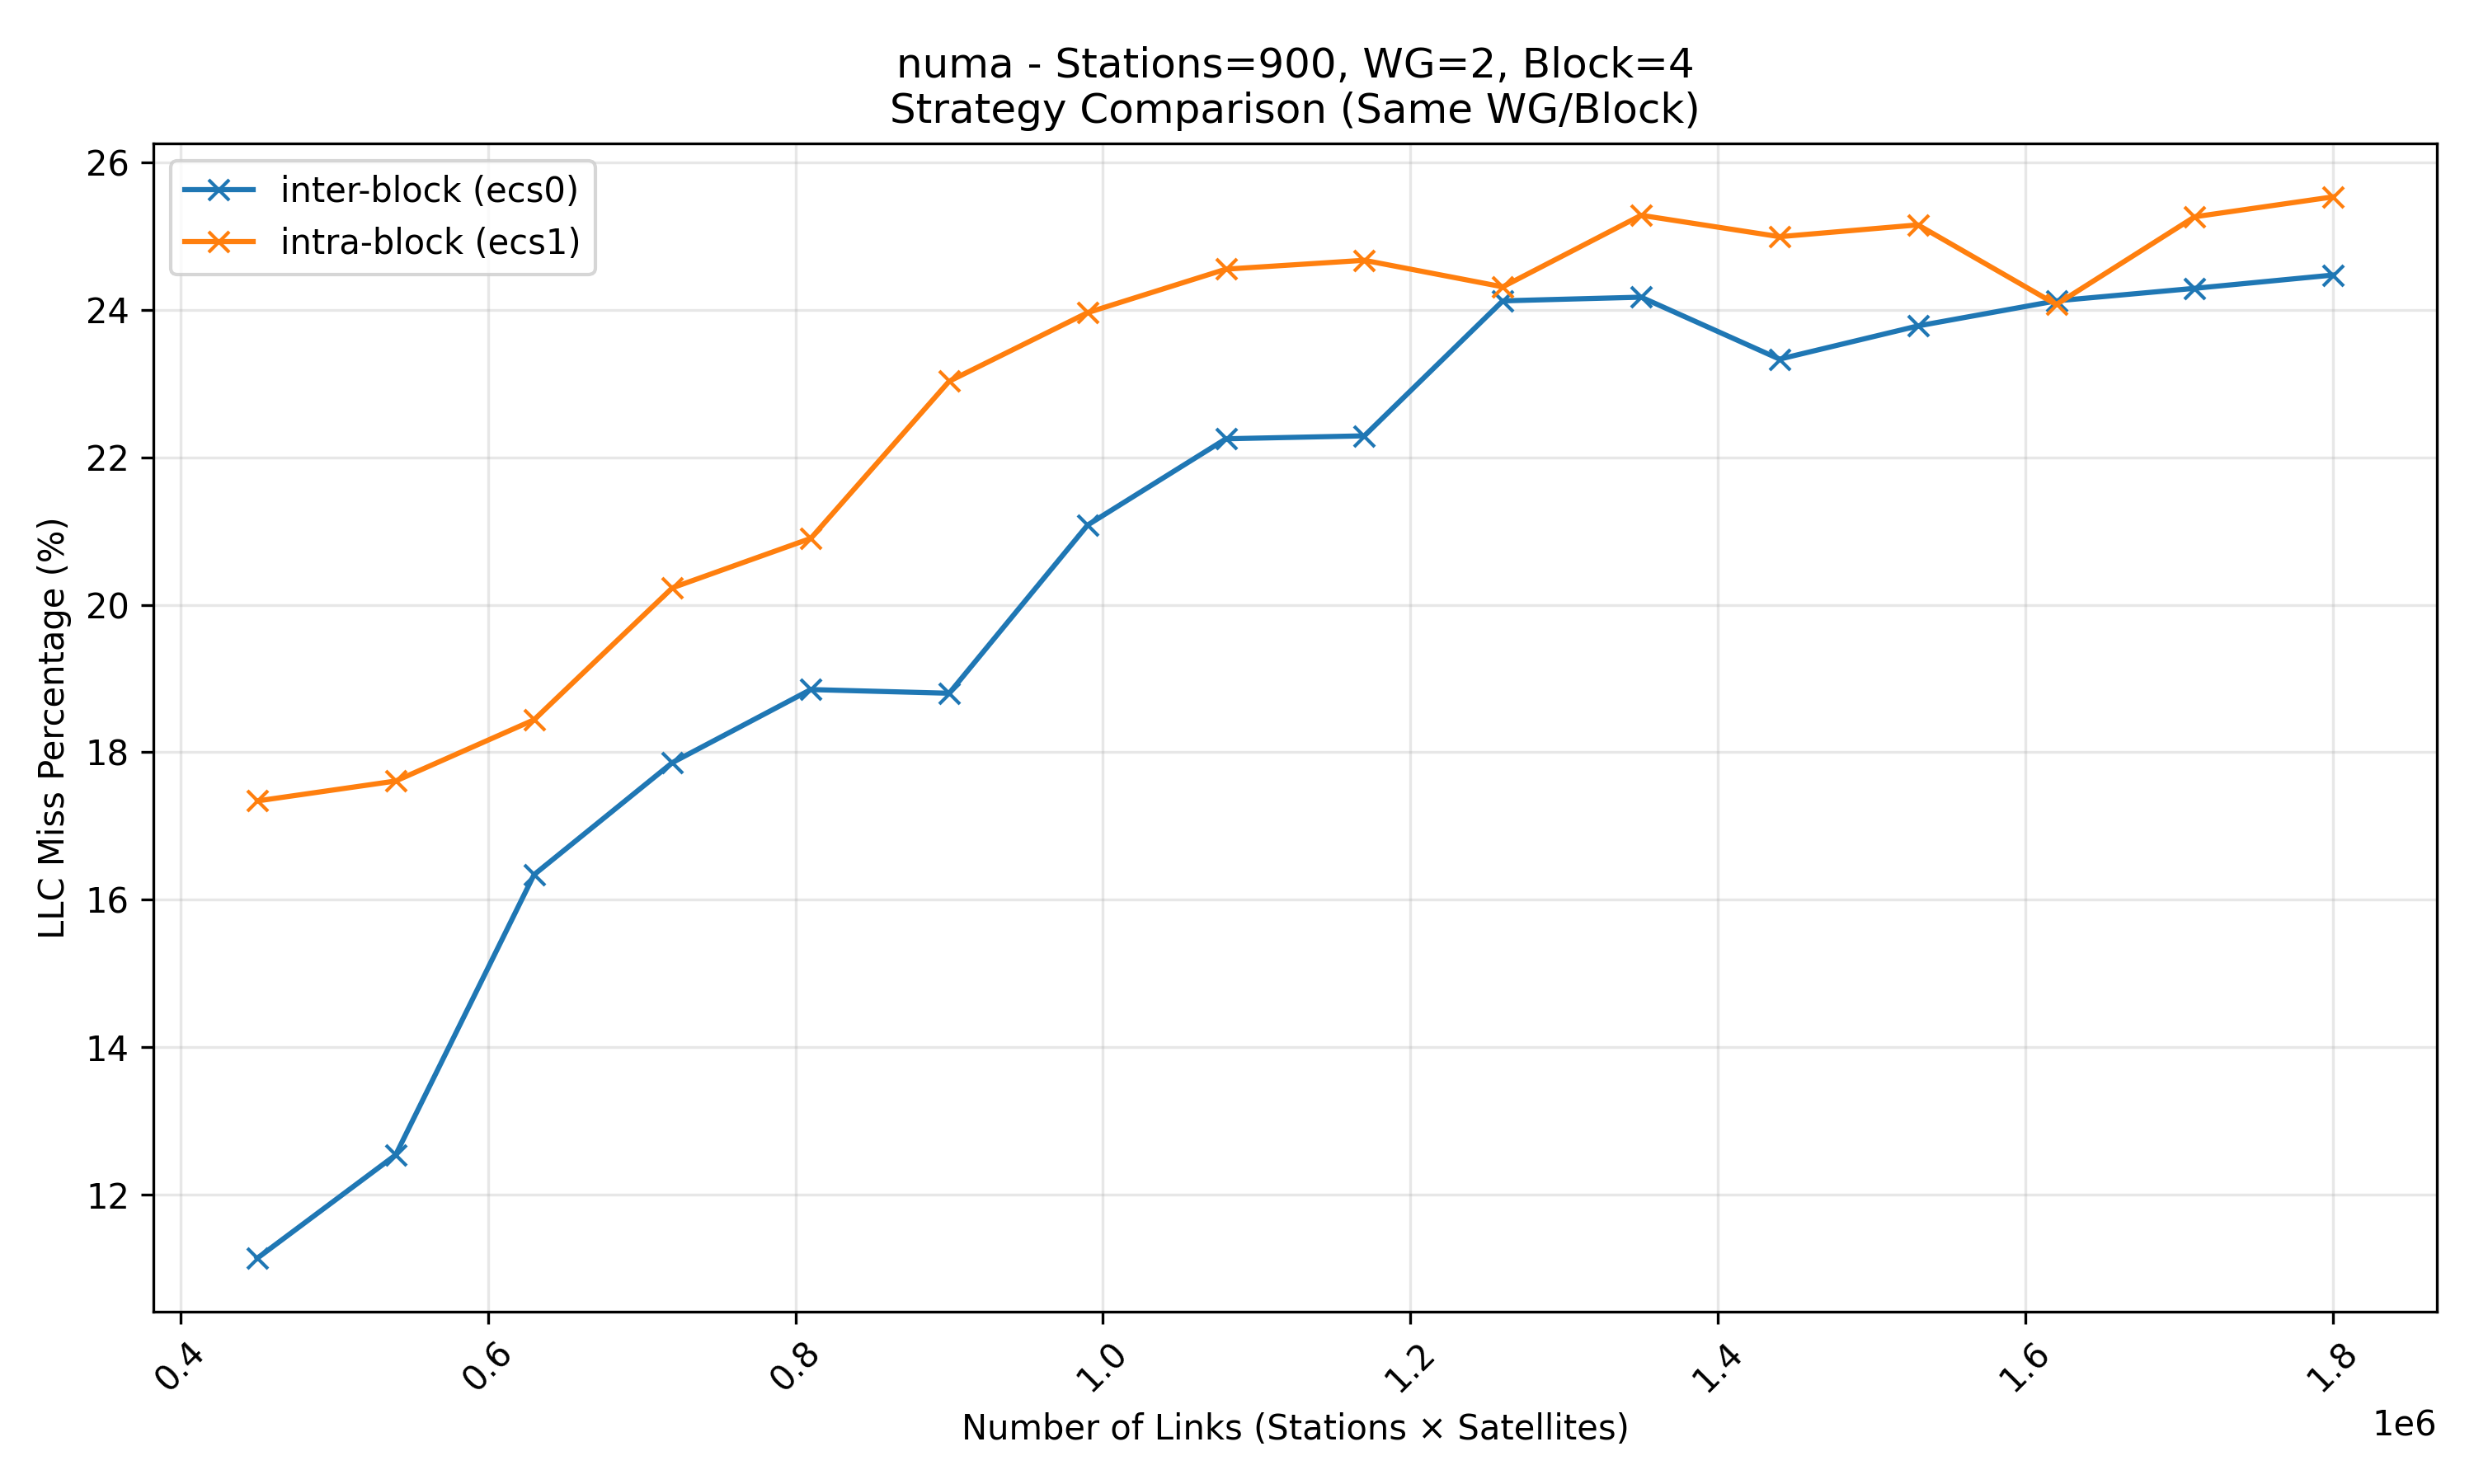 numa - Stations=900, WG=2, Block=4
Strategy Comparison (Same WG/Block)
inter-block (ecs0)
intra-block (ecs1)
LLC Miss Percentage (%)
26
24
22
20
18
16
14
12
0.4
0.6
0.8
1.0
1.2
1.4
1.6
1.8
1e6
Number of Links (Stations × Satellites)